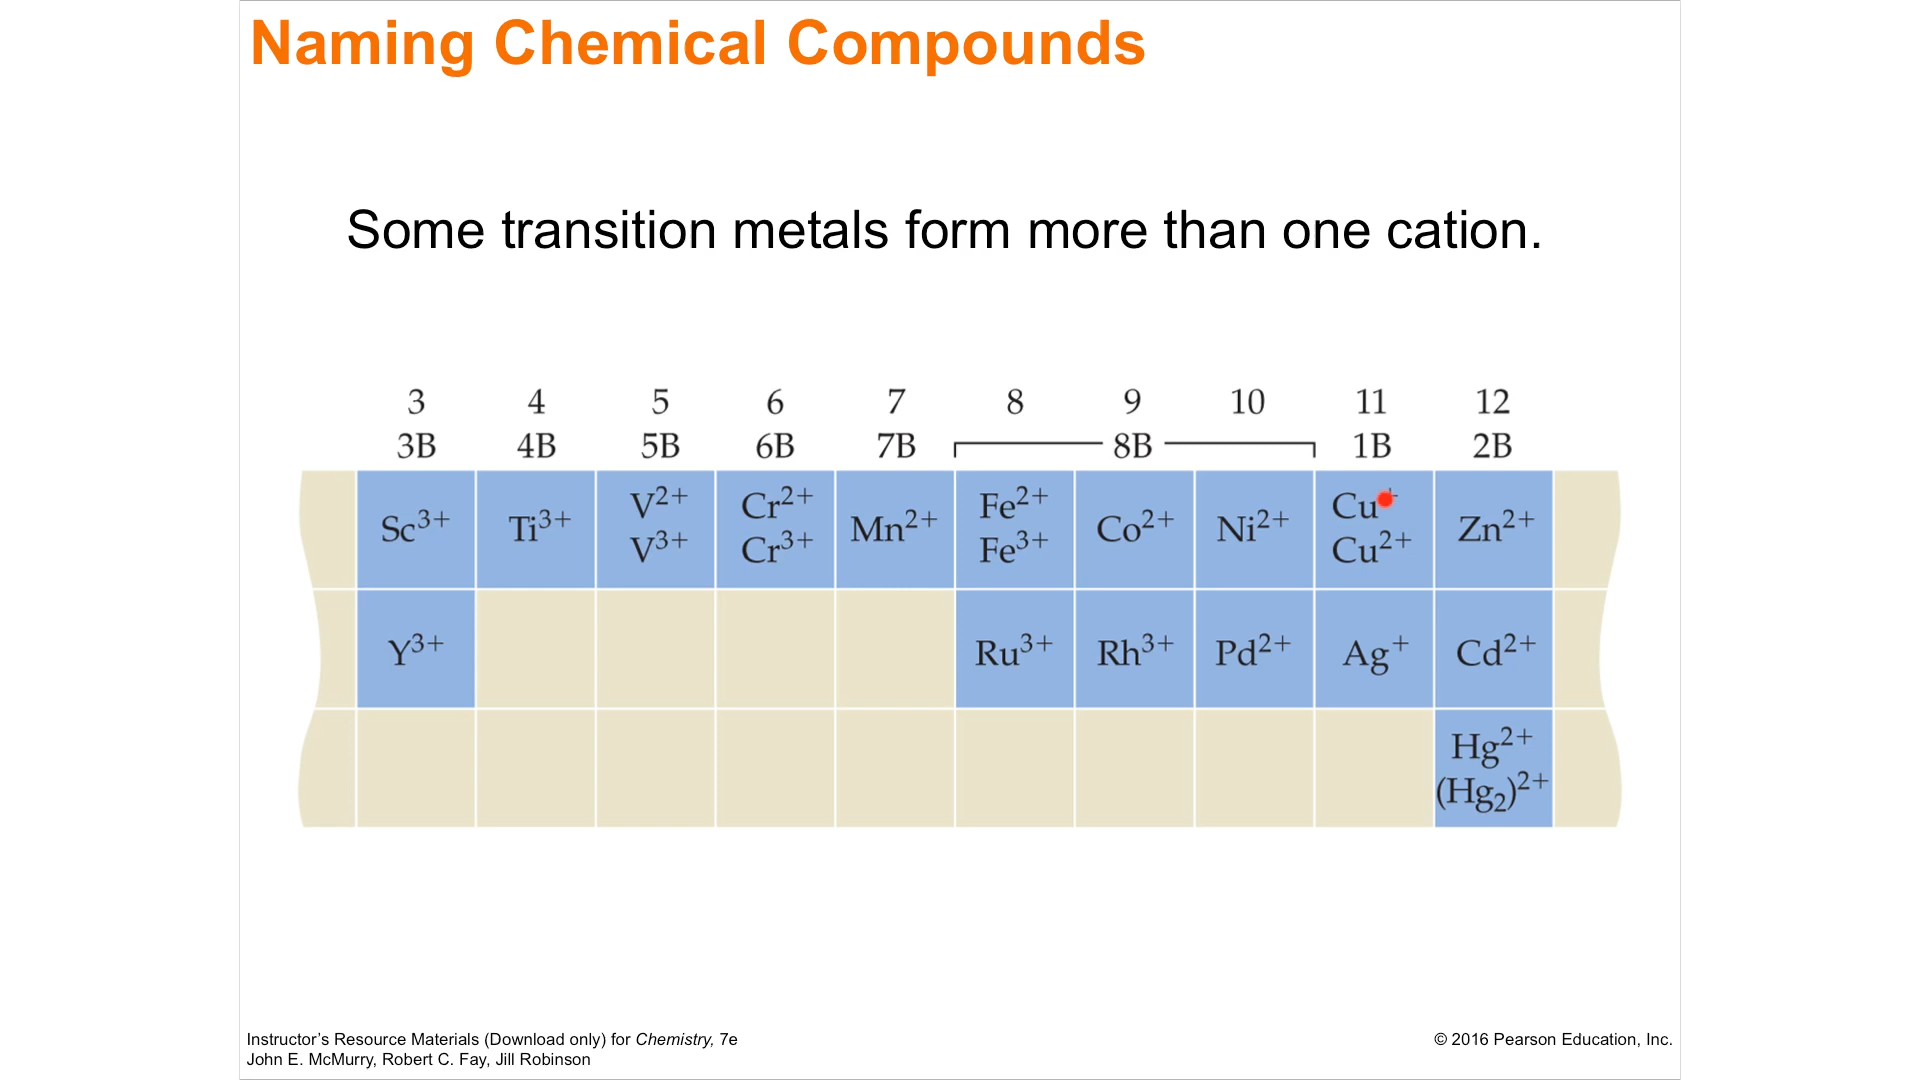 Naming Chemical Compounds
Some transition metals form more than one cation.
3 4 5 6 7 8 9 10 11 12
3B 4B 5B 6B 7B 8B 1B 2B
Sc³⁺ Ti³⁺ V²⁺ V³⁺ Cr²⁺ Cr³⁺ Mn²⁺ Fe²⁺ Fe³⁺ Co²⁺ Ni²⁺ Cu⁺ Cu²⁺ Zn²⁺
Y³⁺ Ru³⁺ Rh³⁺ Pd²⁺ Ag⁺ Cd²⁺
Hg²⁺
(Hg₂)²⁺
Instructor's Resource Materials (Download only) for Chemistry, 7e
John E. McMurry, Robert C. Fay, Jill Robinson
© 2016 Pearson Education, Inc.